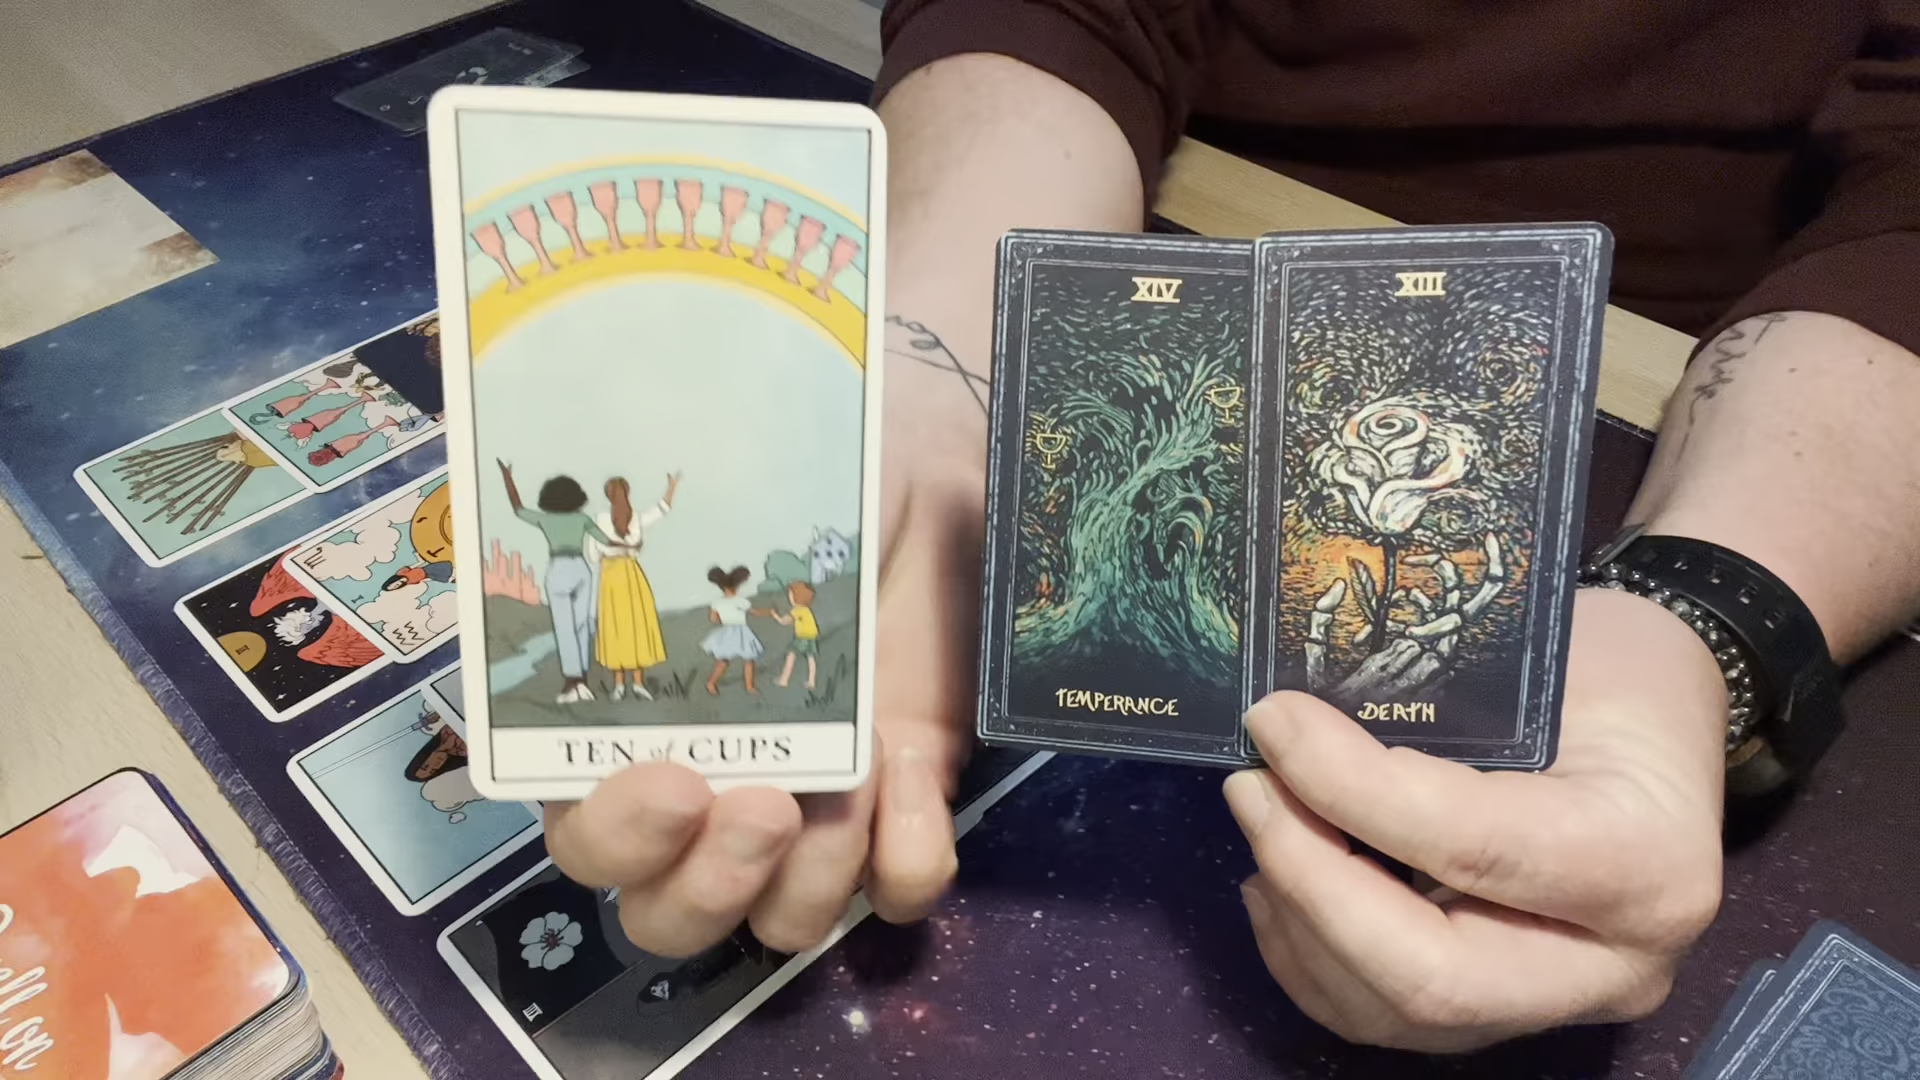 TEN of CUPS
XIV
TEMPERANCE
XIII
DEATH